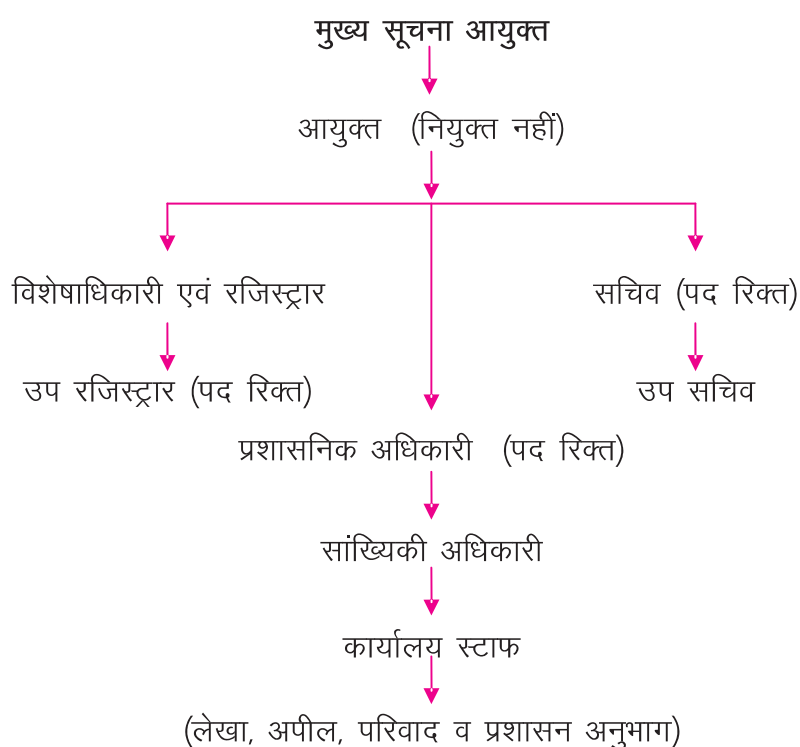 मुख्य सूचना आयुक्त
आयुक्त (नियुक्त नहीं)
विशेषाधिकारी एवं रजिस्ट्रार
सचिव (पद रिक्त)
उप रजिस्ट्रार (पद रिक्त)
उप सचिव
प्रशासनिक अधिकारी (पद रिक्त)
सांख्यिकी अधिकारी
कार्यालय स्टाफ
(लेखा, अपील, परिवाद व प्रशासन अनुभाग)